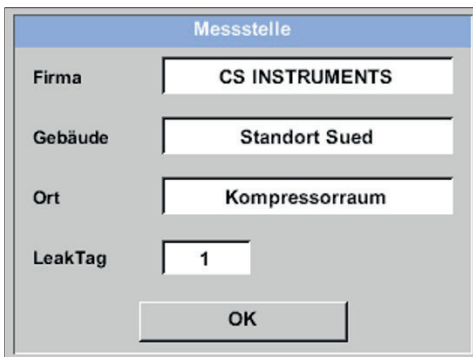 Messstelle
Firma CS INSTRUMENTS
Gebäude Standort Sued
Ort Kompressorraum
LeakTag 1
OK